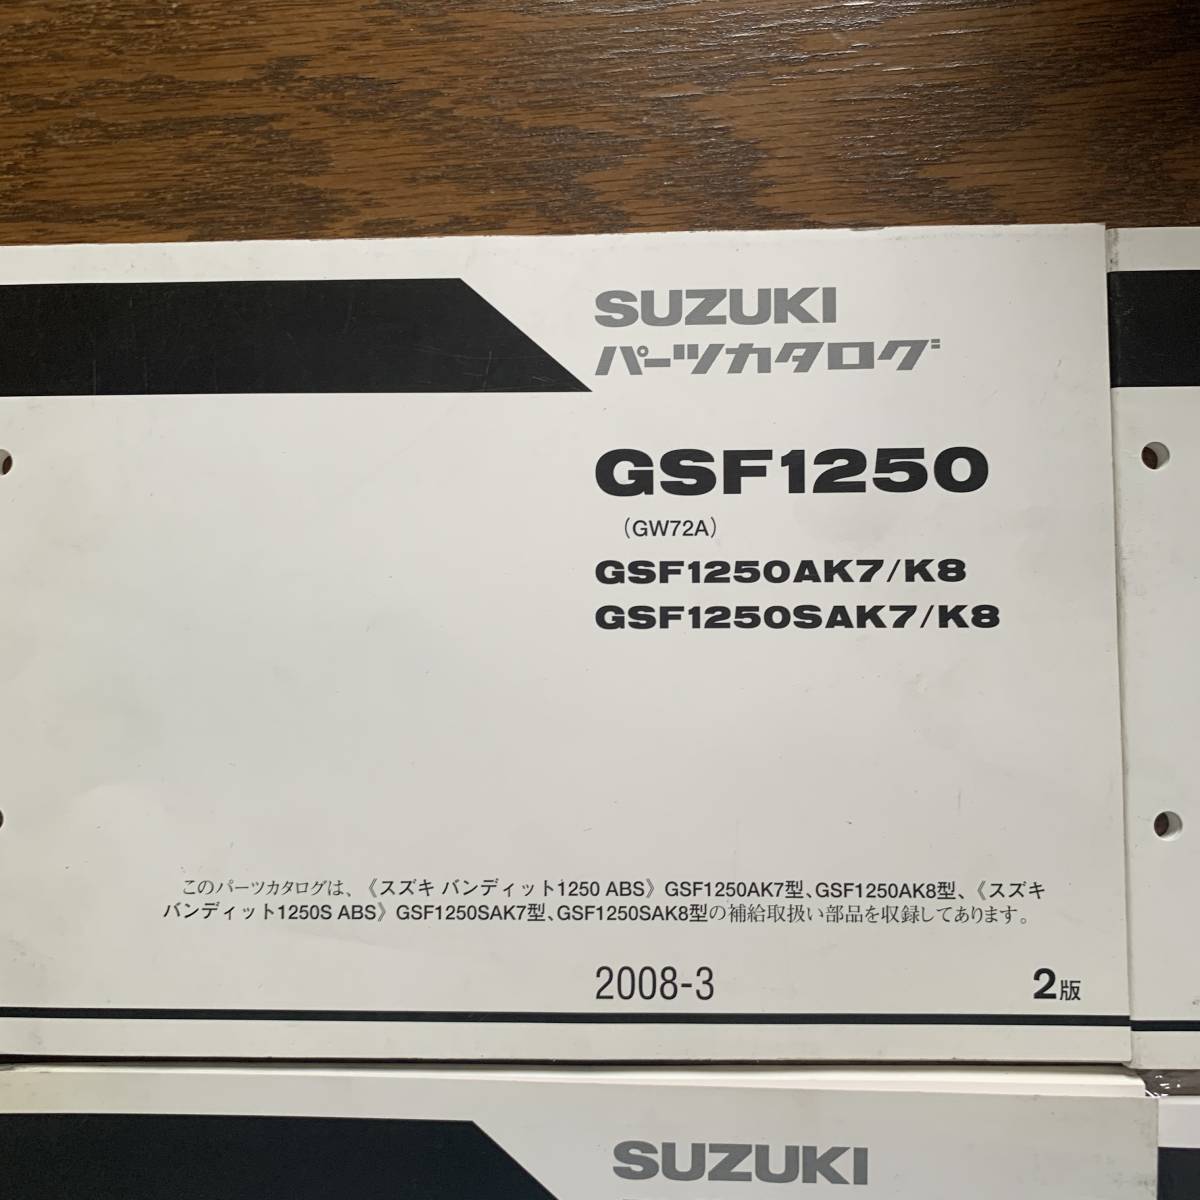 SUZUKI
パーツカタログ
GSF1250
(GW72A)
GSF1250AK7/K8
GSF1250SAK7/K8
このパーツカタログは、《スズキ バンディット1250 ABS》GSF1250AK7型、GSF1250AK8型、《スズキ
バンディット1250S ABS》GSF1250SAK7型、GSF1250SAK8型の補給取扱い部品を収録してあります。
2008-3 2版
SUZUKI